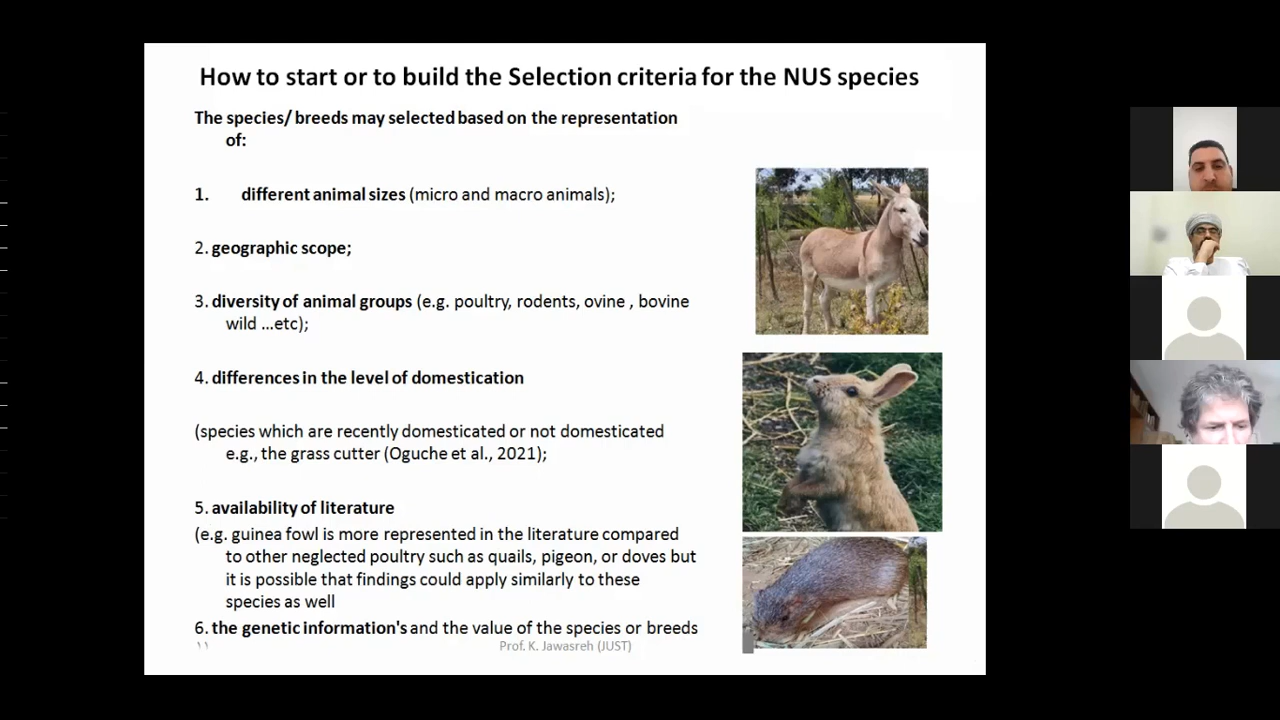 How to start or to build the Selection criteria for the NUS species
The species/ breeds may selected based on the representation
of:
1. different animal sizes (micro and macro animals);
2. geographic scope;
3. diversity of animal groups (e.g. poultry, rodents, ovine , bovine
wild ...etc);
4. differences in the level of domestication
(species which are recently domesticated or not domesticated
e.g., the grass cutter (Oguche et al., 2021);
5. availability of literature
(e.g. guinea fowl is more represented in the literature compared
to other neglected poultry such as quails, pigeon, or doves but
it is possible that findings could apply similarly to these
species as well
6. the genetic information's and the value of the species or breeds
Prof. K. Jawasreh (JUST)